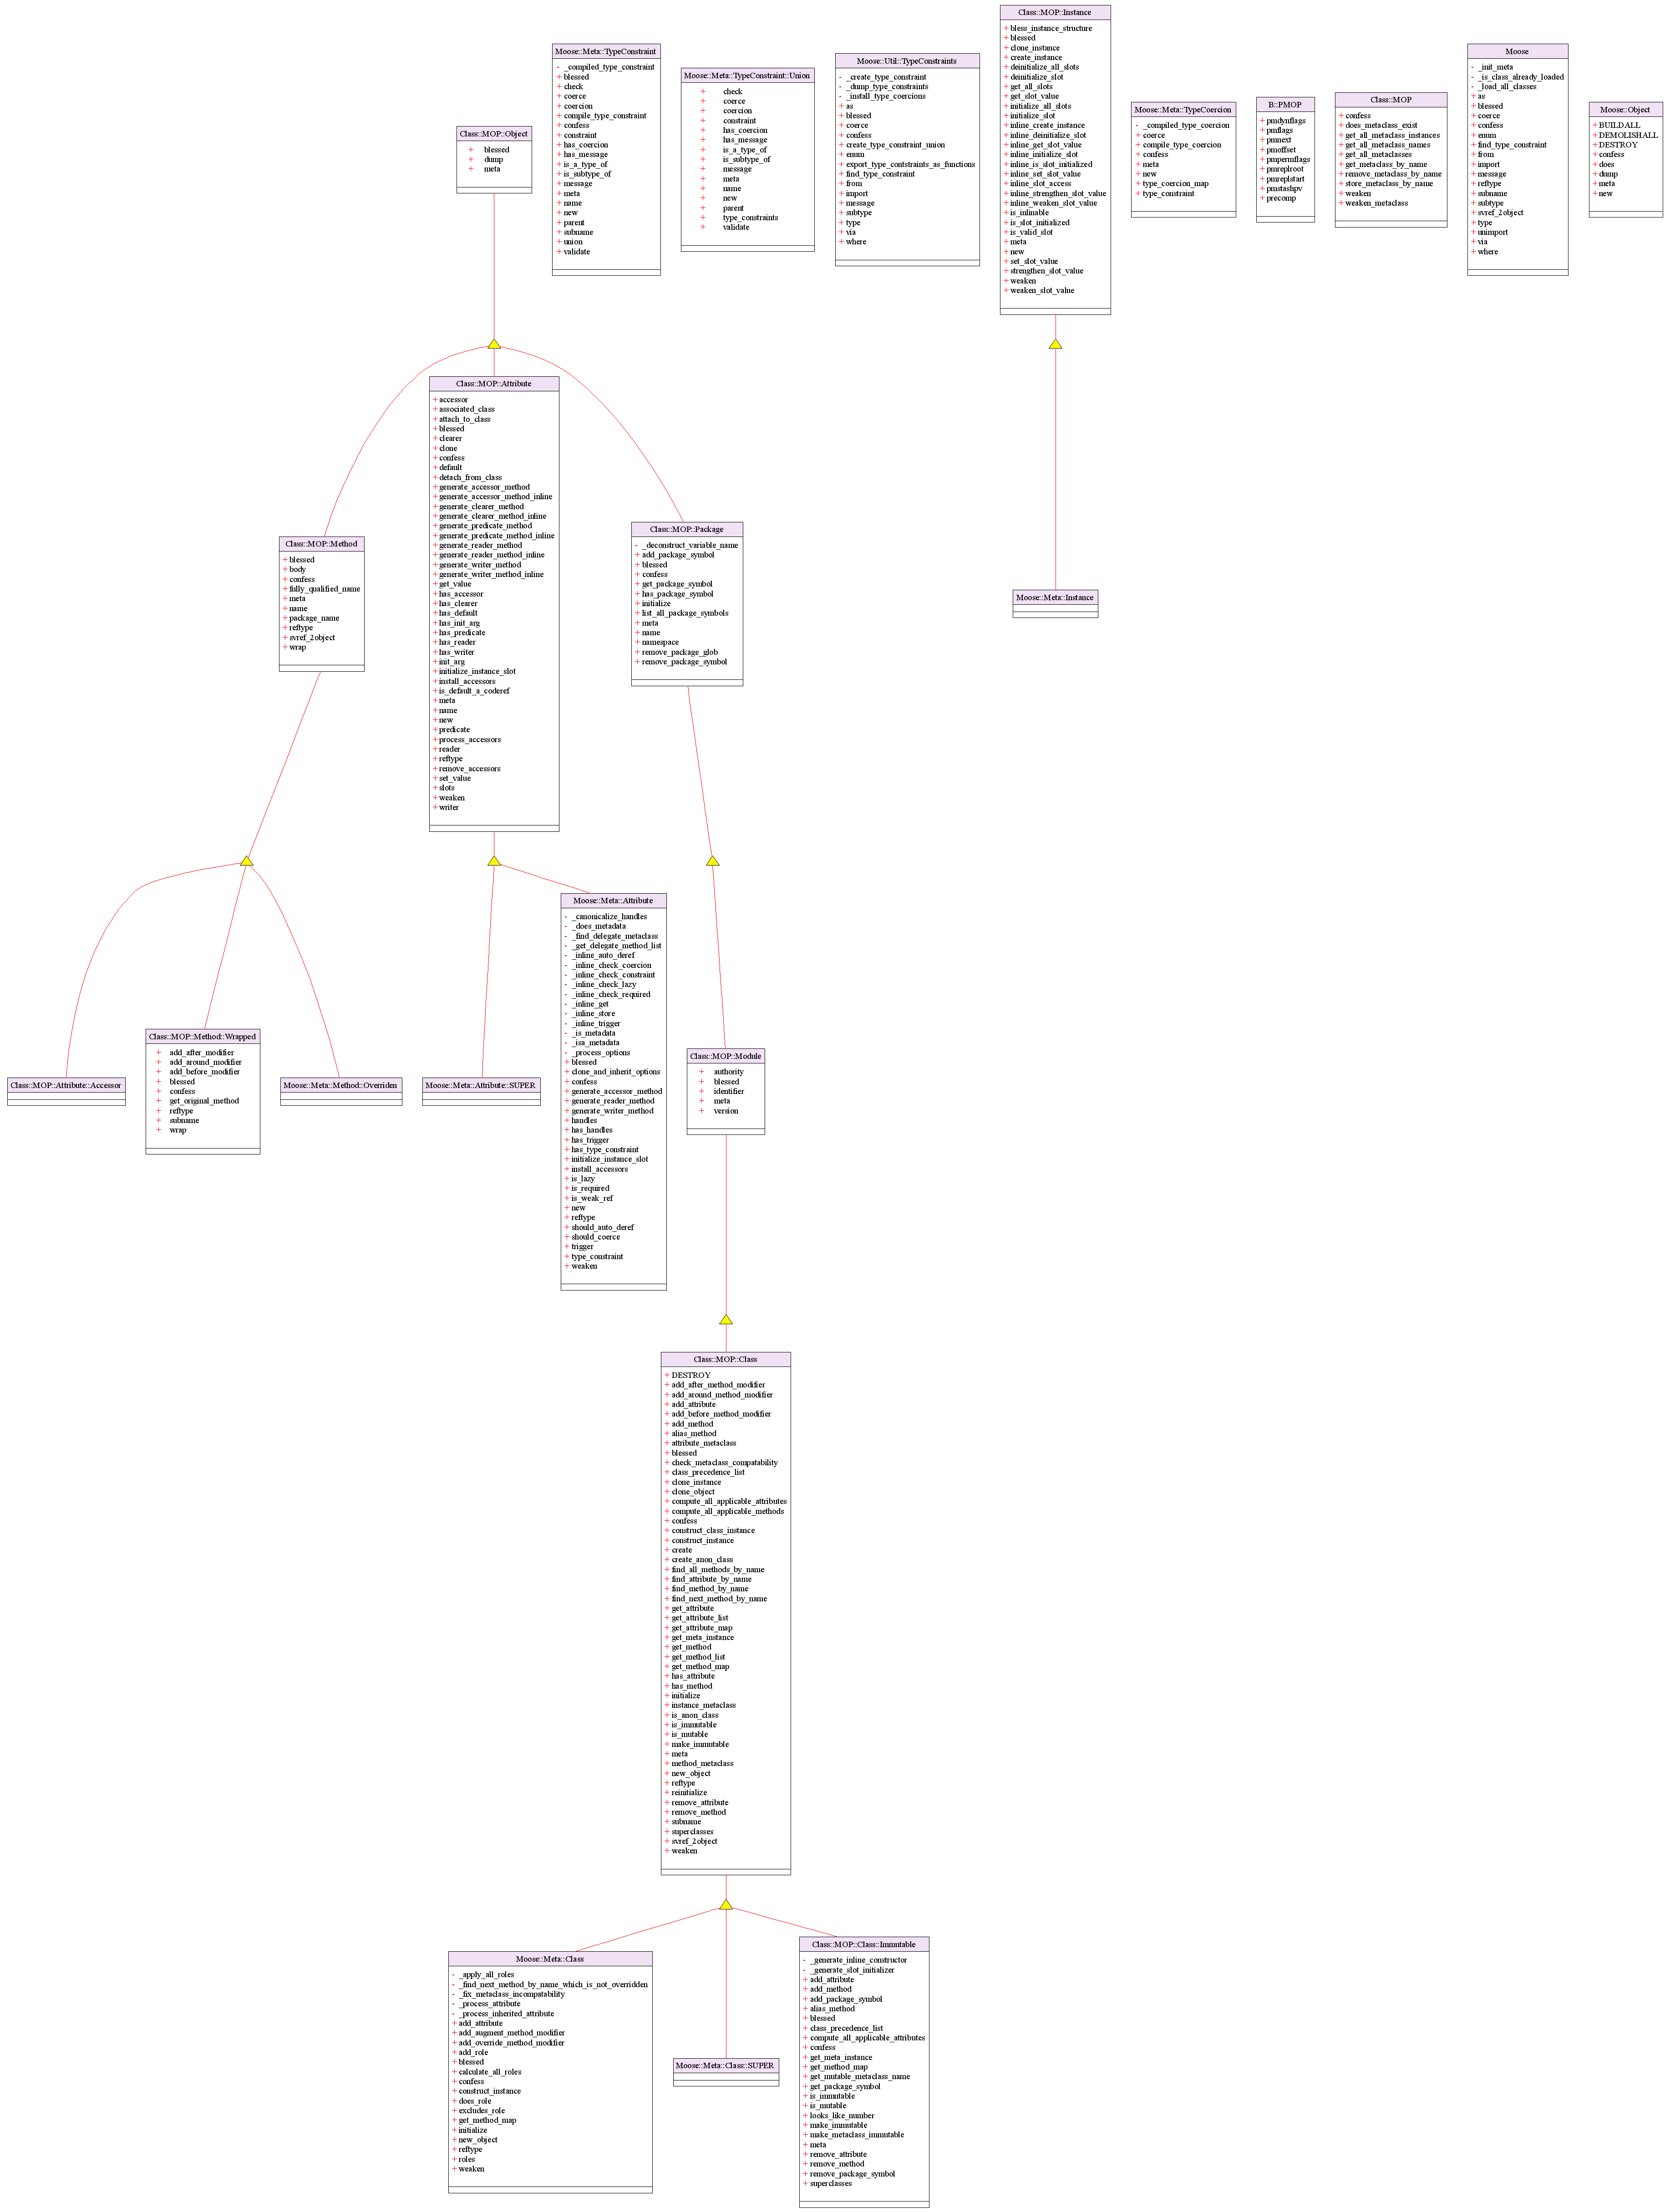 Class::MOP::Object
+ blessed
+ dump
+ meta
Moose::Meta::TypeConstraint
- _compiled_type_constraint
+ blessed
+ check
+ coerce
+ coercion
+ compile_type_constraint
+ confess
+ constraint
+ has_coercion
+ has_message
+ is_a_type_of
+ is_subtype_of
+ message
+ meta
+ name
+ new
+ parent
+ subname
+ union
+ validate
Moose::Meta::TypeConstraint::Union
+ check
+ coerce
+ coercion
+ constraint
+ has_coercion
+ has_message
+ is_a_type_of
+ is_subtype_of
+ message
+ meta
+ name
+ new
+ parent
+ type_constraints
+ validate
Moose::Util::TypeConstraints
- _create_type_constraint
- _dump_type_constraints
- _install_type_coercions
+ as
+ blessed
+ coerce
+ confess
+ create_type_constraint_union
+ enum
+ export_type_contstraints_as_functions
+ find_type_constraint
+ from
+ import
+ message
+ subtype
+ type
+ via
+ where
Class::MOP::Instance
+ bless_instance_structure
+ blessed
+ clone_instance
+ create_instance
+ deinitialize_all_slots
+ deinitialize_slot
+ get_all_slots
+ get_slot_value
+ initialize_all_slots
+ initialize_slot
+ inline_create_instance
+ inline_deinitialize_slot
+ inline_get_slot_value
+ inline_initialize_slot
+ inline_is_slot_initialized
+ inline_set_slot_value
+ inline_slot_access
+ inline_strengthen_slot_value
+ inline_weaken_slot_value
+ is_inlinable
+ is_slot_initialized
+ is_valid_slot
+ meta
+ new
+ set_slot_value
+ strengthen_slot_value
+ weaken
+ weaken_slot_value
Moose::Meta::TypeCoercion
- _compiled_type_coercion
+ coerce
+ compile_type_coercion
+ confess
+ meta
+ new
+ type_coercion_map
+ type_constraint
B::PMOP
+ pmdynflags
+ pmflags
+ pmnext
+ pmoffset
+ pmpermflags
+ pmreplroot
+ pmreplstart
+ pmstashpv
+ precomp
Class::MOP
+ confess
+ does_metaclass_exist
+ get_all_metaclass_instances
+ get_all_metaclass_names
+ get_all_metaclasses
+ get_metaclass_by_name
+ remove_metaclass_by_name
+ store_metaclass_by_name
+ weaken
+ weaken_metaclass
Moose
- _init_meta
- _is_class_already_loaded
- _load_all_classes
+ as
+ blessed
+ coerce
+ confess
+ enum
+ find_type_constraint
+ from
+ import
+ message
+ reftype
+ subname
+ subtype
+ svref_2object
+ type
+ unimport
+ via
+ where
Moose::Object
+ BUILDALL
+ DEMOLISHALL
+ DESTROY
+ confess
+ does
+ dump
+ meta
+ new
Class::MOP::Method
+ blessed
+ body
+ confess
+ fully_qualified_name
+ meta
+ name
+ package_name
+ reftype
+ svref_2object
+ wrap
Class::MOP::Attribute
+ accessor
+ associated_class
+ attach_to_class
+ blessed
+ clearer
+ clone
+ confess
+ default
+ detach_from_class
+ generate_accessor_method
+ generate_accessor_method_inline
+ generate_clearer_method
+ generate_clearer_method_inline
+ generate_predicate_method
+ generate_predicate_method_inline
+ generate_reader_method
+ generate_reader_method_inline
+ generate_writer_method
+ generate_writer_method_inline
+ get_value
+ has_accessor
+ has_clearer
+ has_default
+ has_init_arg
+ has_predicate
+ has_reader
+ has_writer
+ init_arg
+ initialize_instance_slot
+ install_accessors
+ is_default_a_coderef
+ meta
+ name
+ new
+ predicate
+ process_accessors
+ reader
+ reftype
+ remove_accessors
+ set_value
+ slots
+ weaken
+ writer
Class::MOP::Package
- _deconstruct_variable_name
+ add_package_symbol
+ blessed
+ confess
+ get_package_symbol
+ has_package_symbol
+ initialize
+ list_all_package_symbols
+ meta
+ name
+ namespace
+ remove_package_glob
+ remove_package_symbol
Moose::Meta::Instance
Class::MOP::Attribute::Accessor
Class::MOP::Method::Wrapped
+ add_after_modifier
+ add_around_modifier
+ add_before_modifier
+ blessed
+ confess
+ get_original_method
+ reftype
+ subname
+ wrap
Moose::Meta::Method::Overriden
Moose::Meta::Attribute::SUPER
Moose::Meta::Attribute
- _canonicalize_handles
- _does_metadata
- _find_delegate_metaclass
- _get_delegate_method_list
- _inline_auto_deref
- _inline_check_coercion
- _inline_check_constraint
- _inline_check_lazy
- _inline_check_required
- _inline_get
- _inline_store
- _inline_trigger
- _is_metadata
- _isa_metadata
- _process_options
+ blessed
+ clone_and_inherit_options
+ confess
+ generate_accessor_method
+ generate_reader_method
+ generate_writer_method
+ handles
+ has_handles
+ has_trigger
+ has_type_constraint
+ initialize_instance_slot
+ install_accessors
+ is_lazy
+ is_required
+ is_weak_ref
+ new
+ reftype
+ should_auto_deref
+ should_coerce
+ trigger
+ type_constraint
+ weaken
Class::MOP::Module
+ authority
+ blessed
+ identifier
+ meta
+ version
Class::MOP::Class
+ DESTROY
+ add_after_method_modifier
+ add_around_method_modifier
+ add_attribute
+ add_before_method_modifier
+ add_method
+ alias_method
+ attribute_metaclass
+ blessed
+ check_metaclass_compatability
+ class_precedence_list
+ clone_instance
+ clone_object
+ compute_all_applicable_attributes
+ compute_all_applicable_methods
+ confess
+ construct_class_instance
+ construct_instance
+ create
+ create_anon_class
+ find_all_methods_by_name
+ find_attribute_by_name
+ find_method_by_name
+ find_next_method_by_name
+ get_attribute
+ get_attribute_list
+ get_attribute_map
+ get_meta_instance
+ get_method
+ get_method_list
+ get_method_map
+ has_attribute
+ has_method
+ initialize
+ instance_metaclass
+ is_anon_class
+ is_immutable
+ is_mutable
+ make_immutable
+ meta
+ method_metaclass
+ new_object
+ reftype
+ reinitialize
+ remove_attribute
+ remove_method
+ subname
+ superclasses
+ svref_2object
+ weaken
Moose::Meta::Class
- _apply_all_roles
- _find_next_method_by_name_which_is_not_overridden
- _fix_metaclass_incompatability
- _process_attribute
- _process_inherited_attribute
+ add_attribute
+ add_augment_method_modifier
+ add_override_method_modifier
+ add_role
+ blessed
+ calculate_all_roles
+ confess
+ construct_instance
+ does_role
+ excludes_role
+ get_method_map
+ initialize
+ new_object
+ reftype
+ roles
+ weaken
Moose::Meta::Class::SUPER
Class::MOP::Class::Immutable
- _generate_inline_constructor
- _generate_slot_initializer
+ add_attribute
+ add_method
+ add_package_symbol
+ alias_method
+ blessed
+ class_precedence_list
+ compute_all_applicable_attributes
+ confess
+ get_meta_instance
+ get_method_map
+ get_mutable_metaclass_name
+ get_package_symbol
+ is_immutable
+ is_mutable
+ looks_like_number
+ make_immutable
+ make_metaclass_immutable
+ meta
+ remove_attribute
+ remove_method
+ remove_package_symbol
+ superclasses